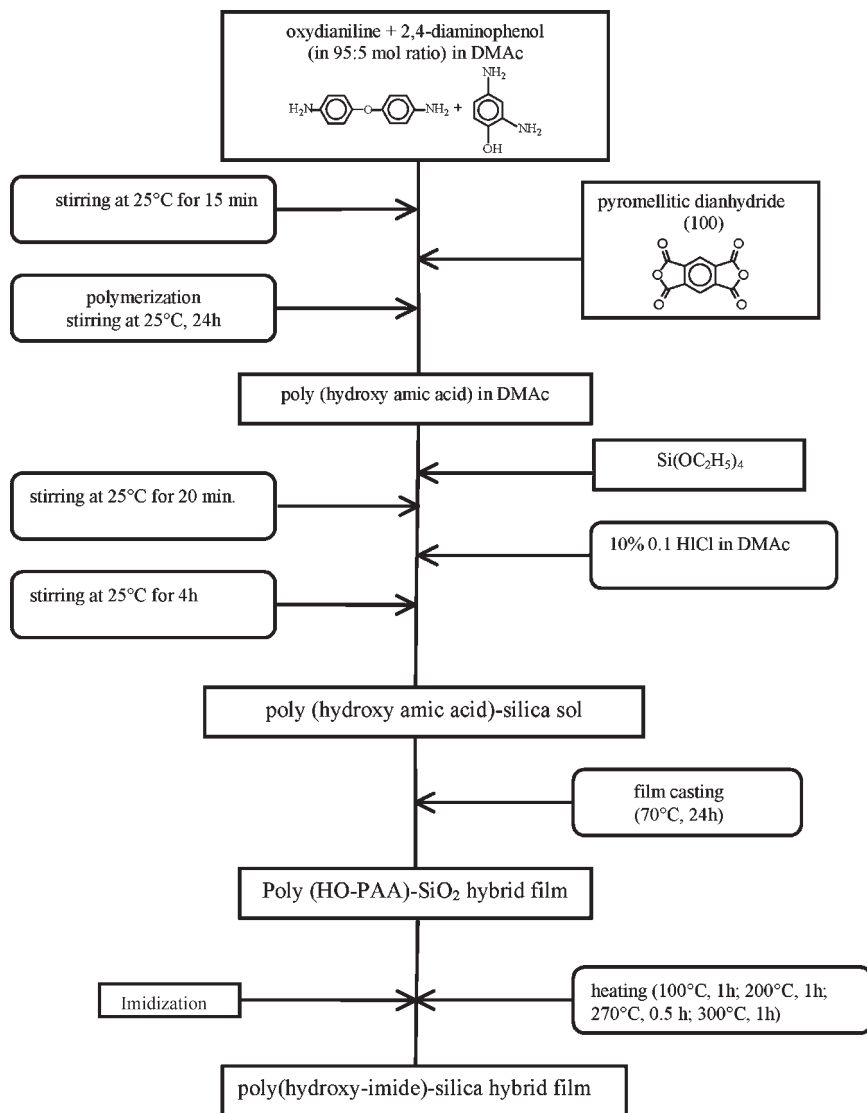 oxydianiline + 2,4-diaminophenol
(in 95:5 mol ratio) in DMAc
NH₂
H₂N
O
NH₂ +
NH₂
OH
stirring at 25°C for 15 min
pyromellitic dianhydride
(100)
O
O
O
O
O
O
polymerization
stirring at 25°C, 24h
poly (hydroxy amic acid) in DMAc
Si(OC₂H₅)₄
stirring at 25°C for 20 min.
10% 0.1 HlCl in DMAc
stirring at 25°C for 4h
poly (hydroxy amic acid)-silica sol
film casting
(70°C, 24h)
Poly (HO-PAA)-SiO₂ hybrid film
Imidization
heating (100°C, 1h; 200°C, 1h;
270°C, 0.5 h; 300°C, 1h)
poly(hydroxy-imide)-silica hybrid film